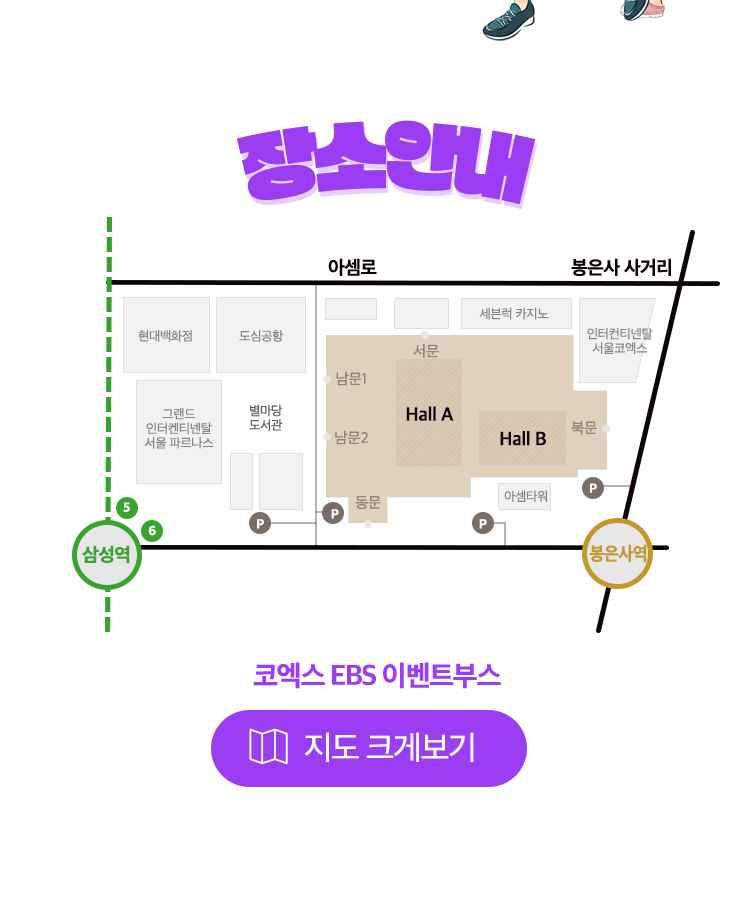 장소안내
아셈로
봉은사 사거리
현대백화점
도심공항
세븐럭 카지노
인터컨티넨탈
서울코엑스
서문
남문1
그랜드
인터켄티넨탈
서울 파르나스
별마당
도서관
Hall A
Hall B
남문2
북문
동문
아셈타워
P
P
P
P
5
6
삼성역
봉은사역
코엑스 EBS 이벤트부스
지도 크게보기